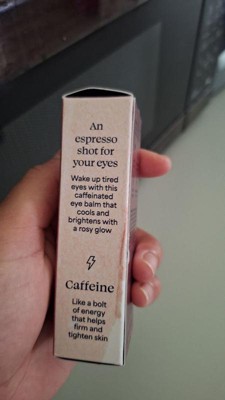 An
espresso
shot for
your eyes
Wake up tired
eyes with this
caffeinated
eye balm that
cools and
brightens with
a rosy glow
Caffeine
Like a bolt
of energy
that helps
firm and
tighten skin